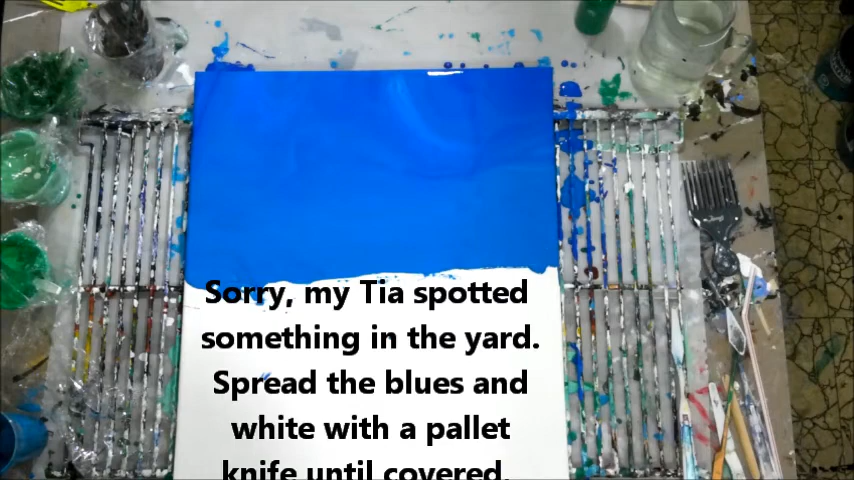 Sorry, my Tia spotted
something in the yard.
Spread the blues and
white with a pallet
knife until covered.